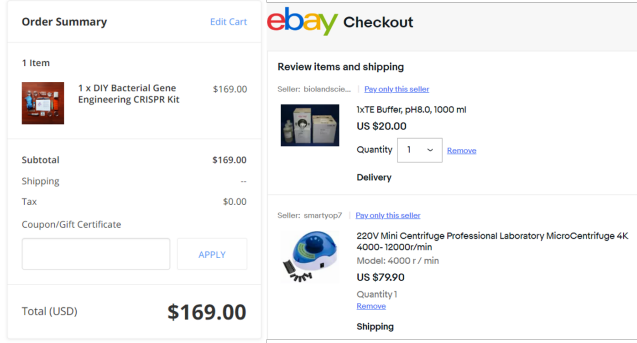 Order Summary
Edit Cart
1 Item
1 x DIY Bacterial Gene
Engineering CRISPR Kit
$169.00
Subtotal
$169.00
Shipping
--
Tax
$0.00
Coupon/Gift Certificate
APPLY
Total (USD)
$169.00
ebay Checkout
Review items and shipping
Seller: biolandscie... | Pay only this seller
1xTE Buffer, pH8.0, 1000 ml
US $20.00
Quantity 1 Remove
Delivery
Seller: smartyop7 | Pay only this seller
220V Mini Centrifuge Professional Laboratory MicroCentrifuge 4K
4000- 12000r/min
Model: 4000 r / min
US $79.90
Quantity 1
Remove
Shipping